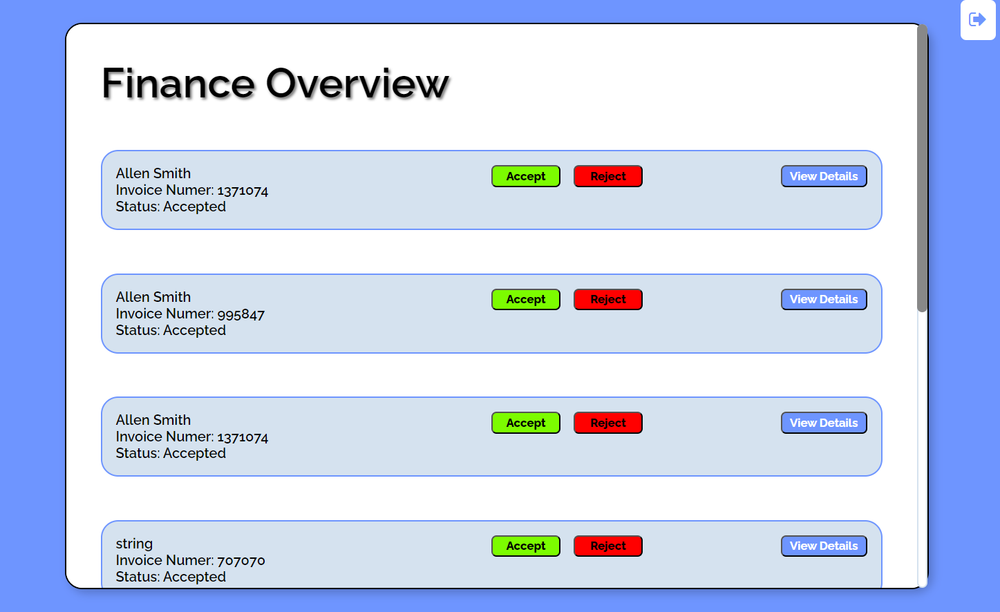 Finance Overview
Allen Smith
Invoice Numer: 1371074
Status: Accepted
Accept
Reject
View Details
Allen Smith
Invoice Numer: 995847
Status: Accepted
Accept
Reject
View Details
Allen Smith
Invoice Numer: 1371074
Status: Accepted
Accept
Reject
View Details
string
Invoice Numer: 707070
Status: Accepted
Accept
Reject
View Details